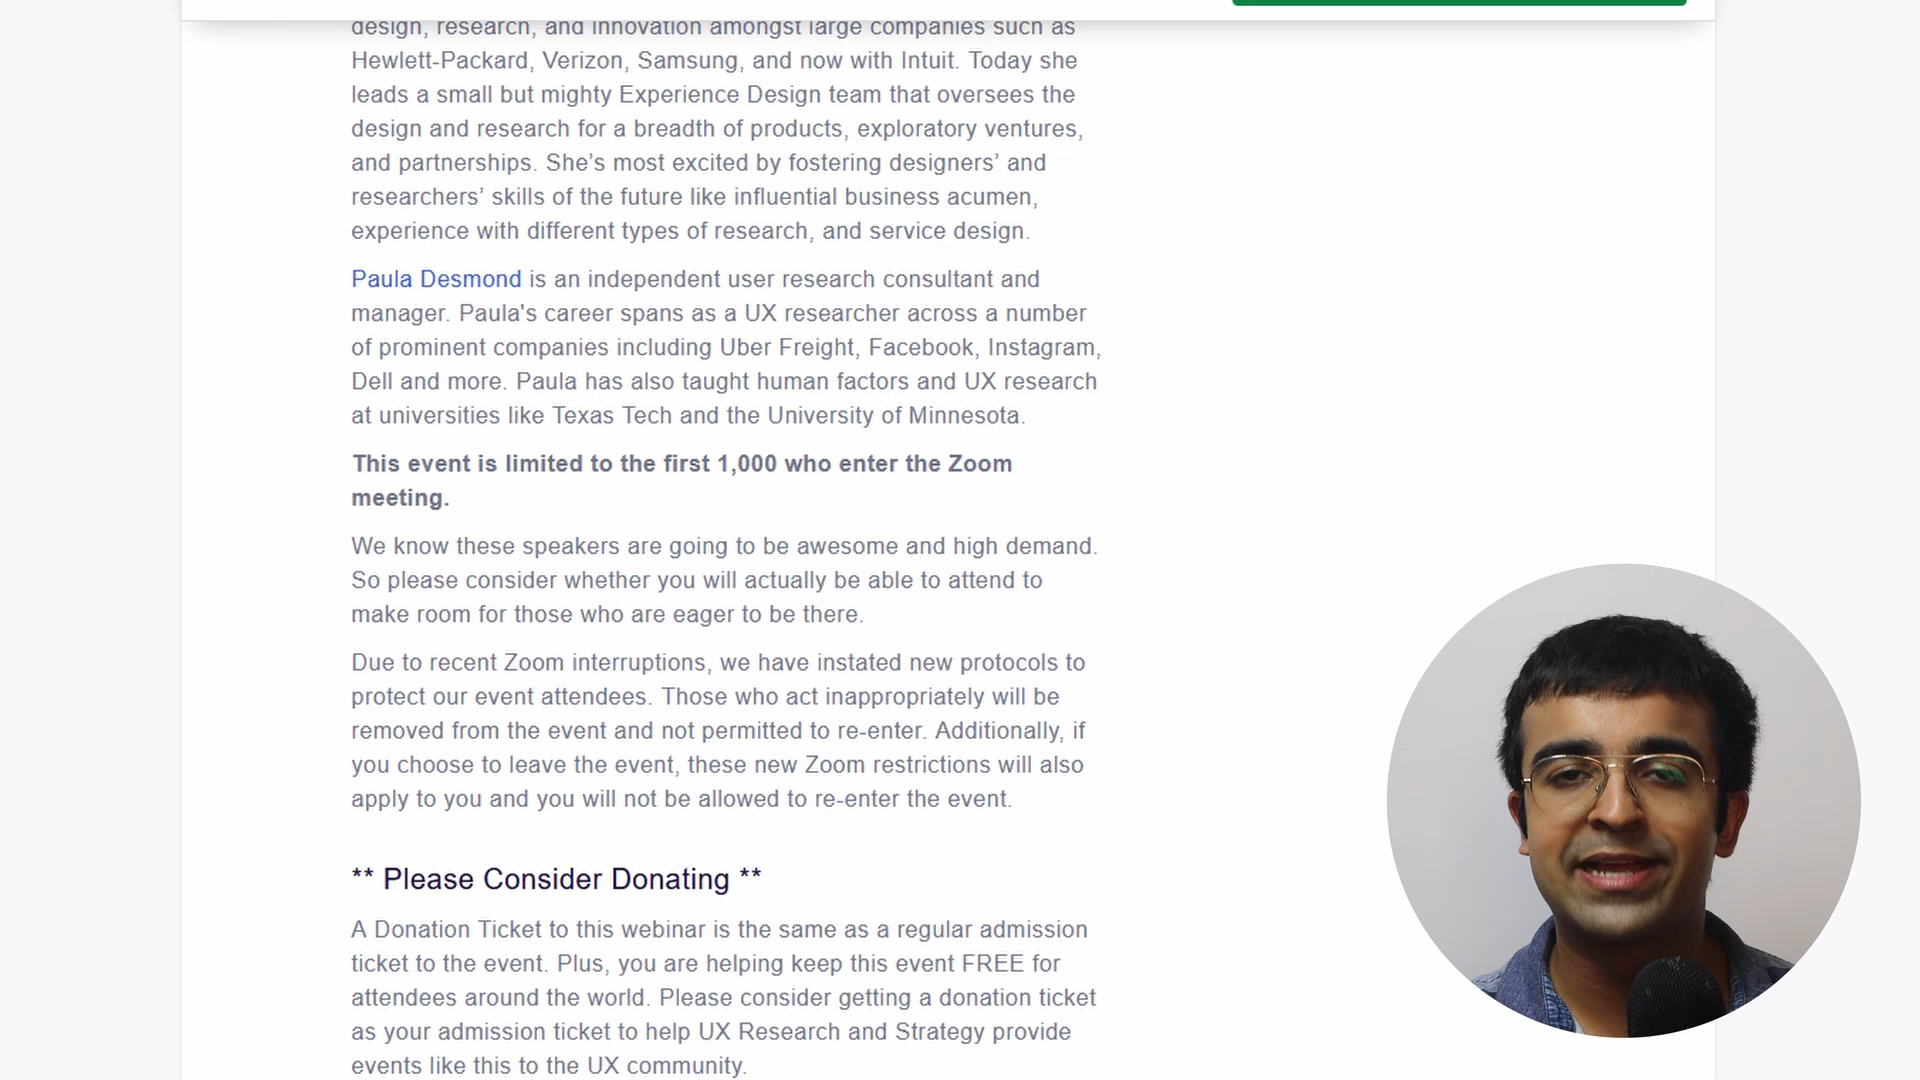 design, research, and innovation amongst large companies such as
Hewlett-Packard, Verizon, Samsung, and now with Intuit. Today she
leads a small but mighty Experience Design team that oversees the
design and research for a breadth of products, exploratory ventures,
and partnerships. She’s most excited by fostering designers’ and
researchers’ skills of the future like influential business acumen,
experience with different types of research, and service design.
Paula Desmond is an independent user research consultant and
manager. Paula's career spans as a UX researcher across a number
of prominent companies including Uber Freight, Facebook, Instagram,
Dell and more. Paula has also taught human factors and UX research
at universities like Texas Tech and the University of Minnesota.
This event is limited to the first 1,000 who enter the Zoom
meeting.
We know these speakers are going to be awesome and high demand.
So please consider whether you will actually be able to attend to
make room for those who are eager to be there.
Due to recent Zoom interruptions, we have instated new protocols to
protect our event attendees. Those who act inappropriately will be
removed from the event and not permitted to re-enter. Additionally, if
you choose to leave the event, these new Zoom restrictions will also
apply to you and you will not be allowed to re-enter the event.
** Please Consider Donating **
A Donation Ticket to this webinar is the same as a regular admission
ticket to the event. Plus, you are helping keep this event FREE for
attendees around the world. Please consider getting a donation ticket
as your admission ticket to help UX Research and Strategy provide
events like this to the UX community.